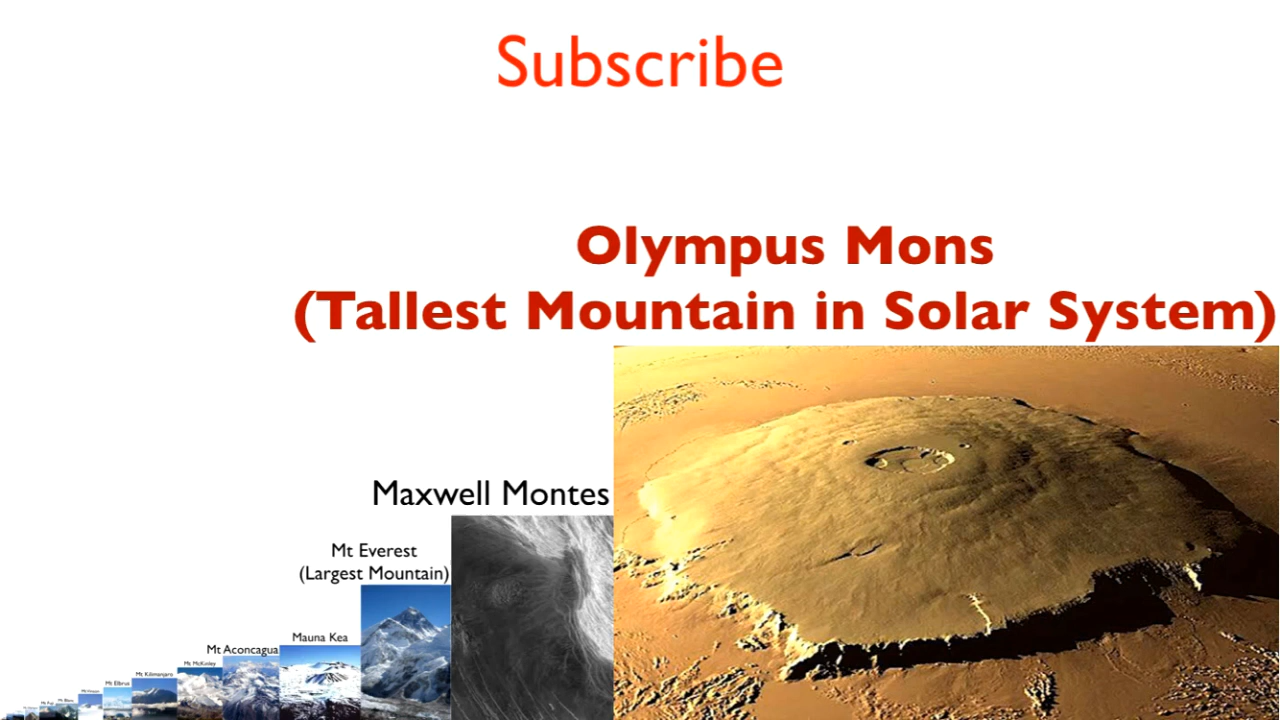 Subscribe
Olympus Mons
(Tallest Mountain in Solar System)
Maxwell Montes
Mt Everest
(Largest Mountain)
Mauna Kea
Mt Aconcagua
Mt McKinley
Mt Kilimanjaro
Mt Elbrus